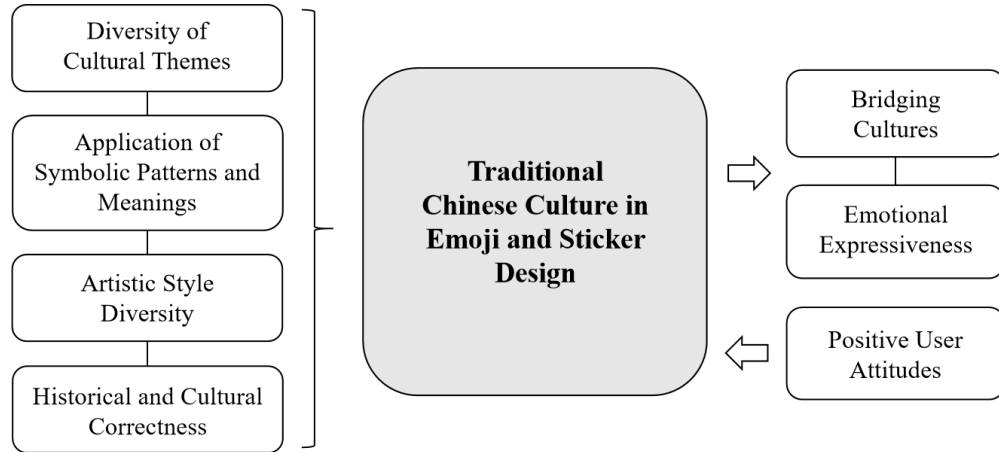 Diversity of
Cultural Themes
Application of
Symbolic Patterns and
Meanings
Artistic Style
Diversity
Historical and Cultural
Correctness
Traditional
Chinese Culture in
Emoji and Sticker
Design
Bridging
Cultures
Emotional
Expressiveness
Positive User
Attitudes